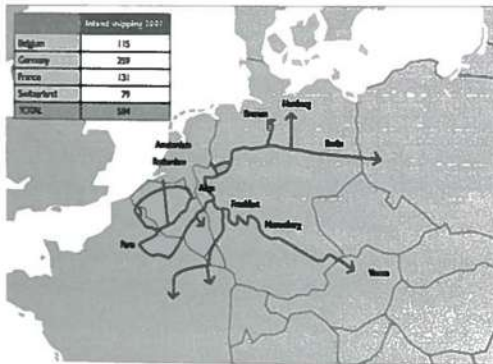 Inland shipping 2001
Belgium 115
Germany 259
France 131
Switzerland 79
TOTAL 584
Hamburg
Bremen
Berlin
Amsterdam
Rotterdam
Frankfurt
Paris
Vienna